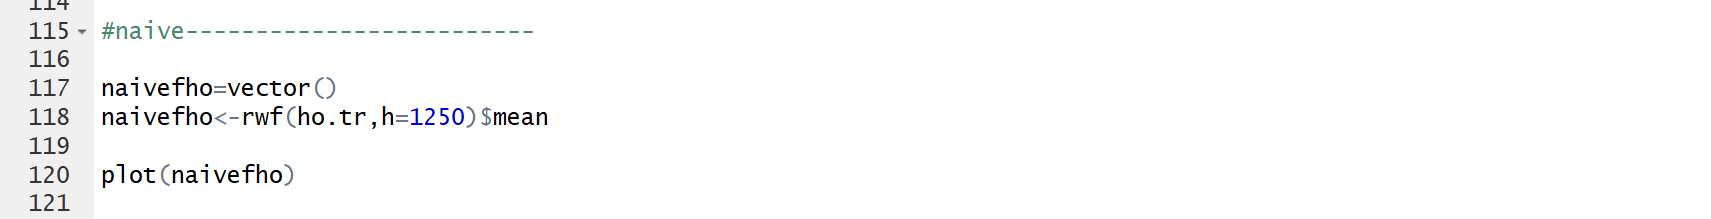 114
115 #naive-------------------------
116
117 naivefho=vector()
118 naivefho<-rwf(ho.tr,h=1250)$mean
119
120 plot(naivefho)
121